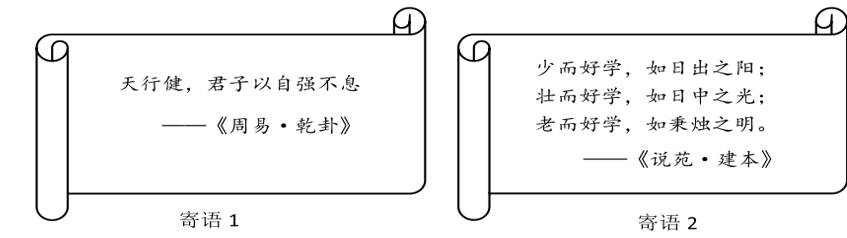 天行健，君子以自强不息
——《周易·乾卦》
寄语 1
少而好学，如日出之阳；
壮而好学，如日中之光；
老而好学，如秉烛之明。
——《说苑·建本》
寄语 2